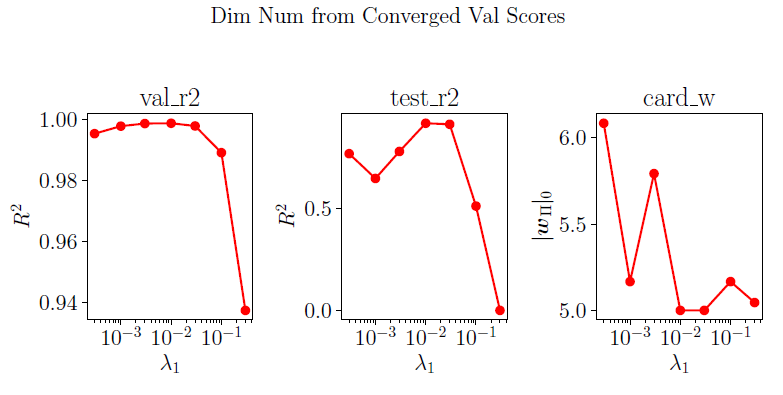 Dim Num from Converged Val Scores
val_r2
test_r2
card_w
1.00
0.98
0.96
0.94
R²
10⁻³ 10⁻² 10⁻¹
λ₁
0.5
0.0
R²
10⁻³ 10⁻² 10⁻¹
λ₁
6.0
5.5
5.0
|w_Π|₀
10⁻³ 10⁻² 10⁻¹
λ₁